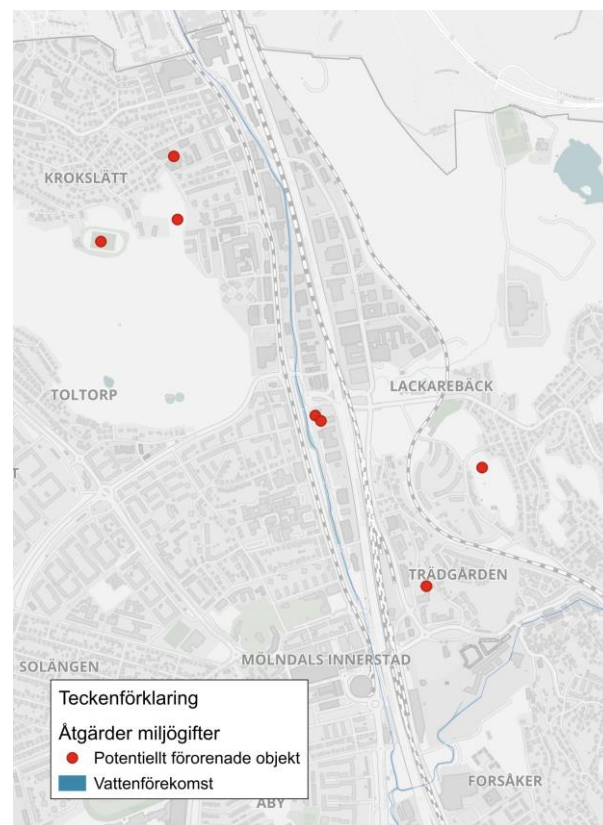 KROKSLÄTT
TOLTORP
LACKAREBÄCK
TRÄDGÅRDEN
MÖLNDALS INNERSTAD
SOLÄNGEN
Teckenförklaring
Åtgärder miljögifter
Potentiellt förorenade objekt
Vattenförekomst
FORSÅKER
ÅBY